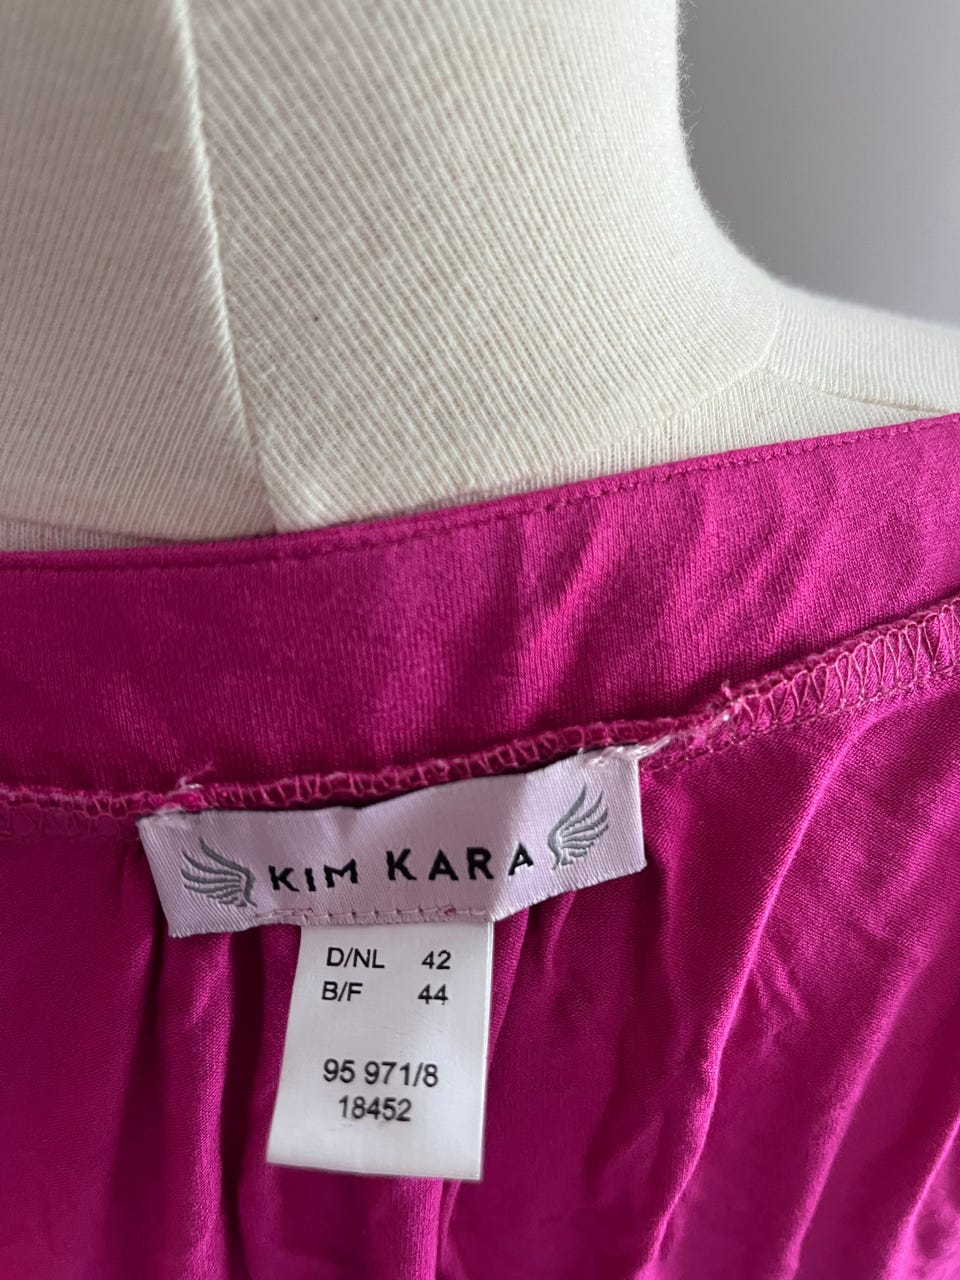 KIM KARA
D/NL 42
B/F 44
95 971/8
18452